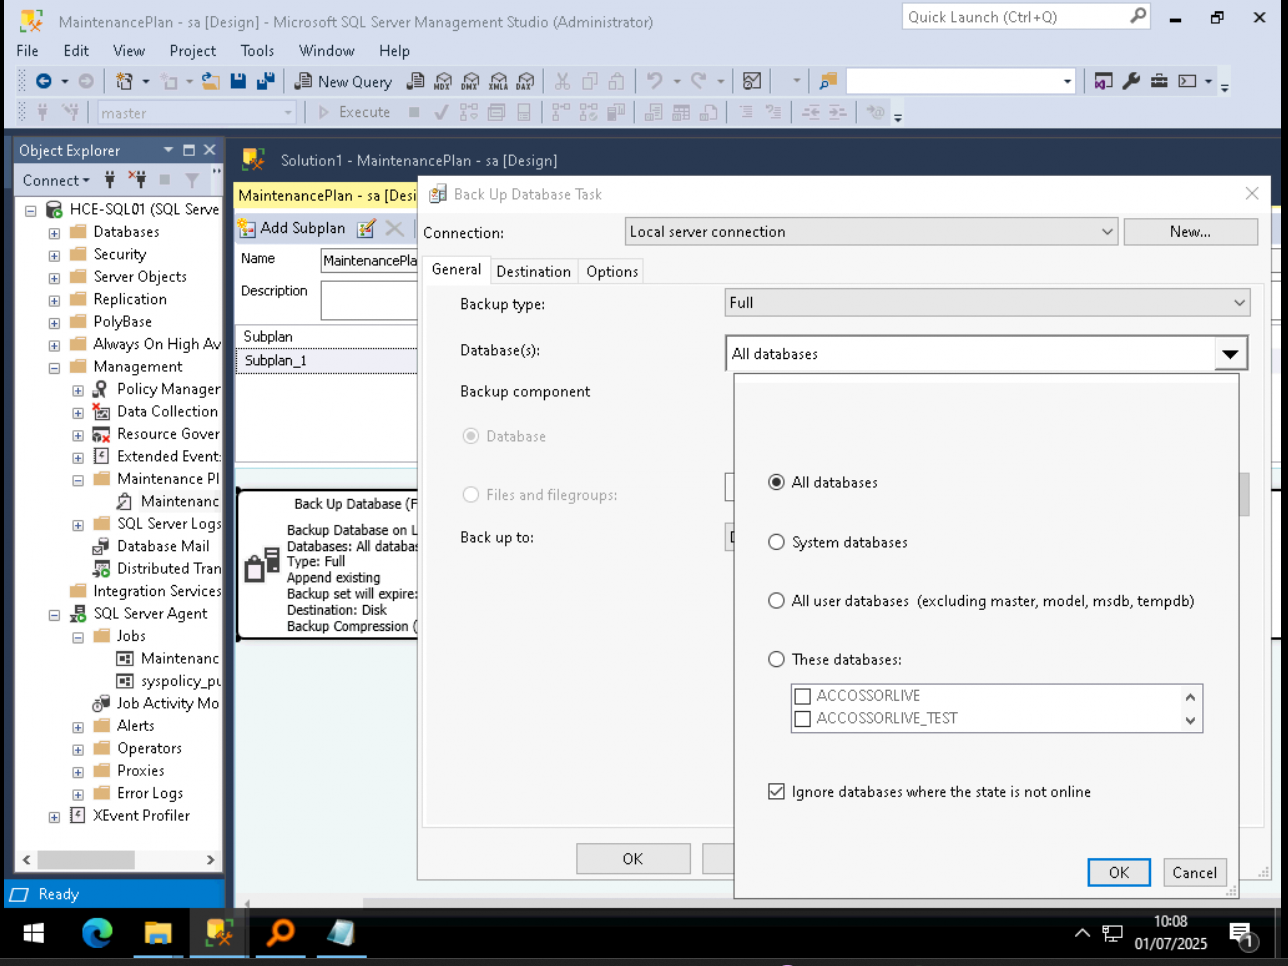 MaintenancePlan - sa [Design] - Microsoft SQL Server Management Studio (Administrator)
Quick Launch (Ctrl+Q)
File Edit View Project Tools Window Help
New Query MDX DMX XMLA DAX
master Execute
Object Explorer
Solution1 - MaintenancePlan - sa [Design]
Connect
MaintenancePlan - sa [Desi
Back Up Database Task
HCE-SQL01 (SQL Serve
Databases
Security
Server Objects
Replication
PolyBase
Always On High Av
Management
Policy Manager
Data Collection
Resource Gover
Extended Event:
Maintenance Pl
Maintenanc
SQL Server Logs
Database Mail
Distributed Tran
Integration Services
SQL Server Agent
Jobs
Maintenanc
syspolicy_pu
Job Activity Mo
Alerts
Operators
Proxies
Error Logs
XEvent Profiler
Ready
Add Subplan
Name MaintenancePla
Description
Subplan
Subplan_1
Back Up Database (F
Backup Database on L
Databases: All databas
Type: Full
Append existing
Backup set will expire:
Destination: Disk
Backup Compression (
Connection: Local server connection New...
General Destination Options
Backup type: Full
Database(s): All databases
Backup component
Database
Files and filegroups:
Back up to:
All databases
System databases
All user databases (excluding master, model, msdb, tempdb)
These databases:
ACCOSSORLIVE
ACCOSSORLIVE_TEST
Ignore databases where the state is not online
OK Cancel
OK
10:08
01/07/2025
1